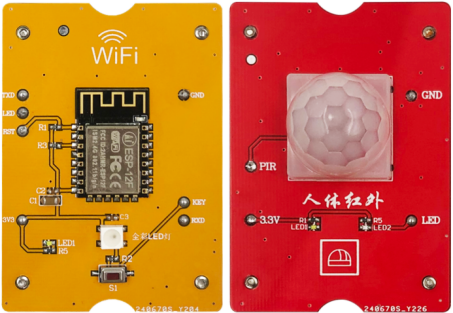 WiFi
TXD
GND
LED
RST
R1
R3
ESP-12F
C2
C1
KEY
3V3
C3
RXD
全彩LED灯
LED1
R5
R2
S1
240670S_Y204
GND
PIR
人体红外
3.3V
R1
R5
LED
LED1
LED2
240670S_Y226